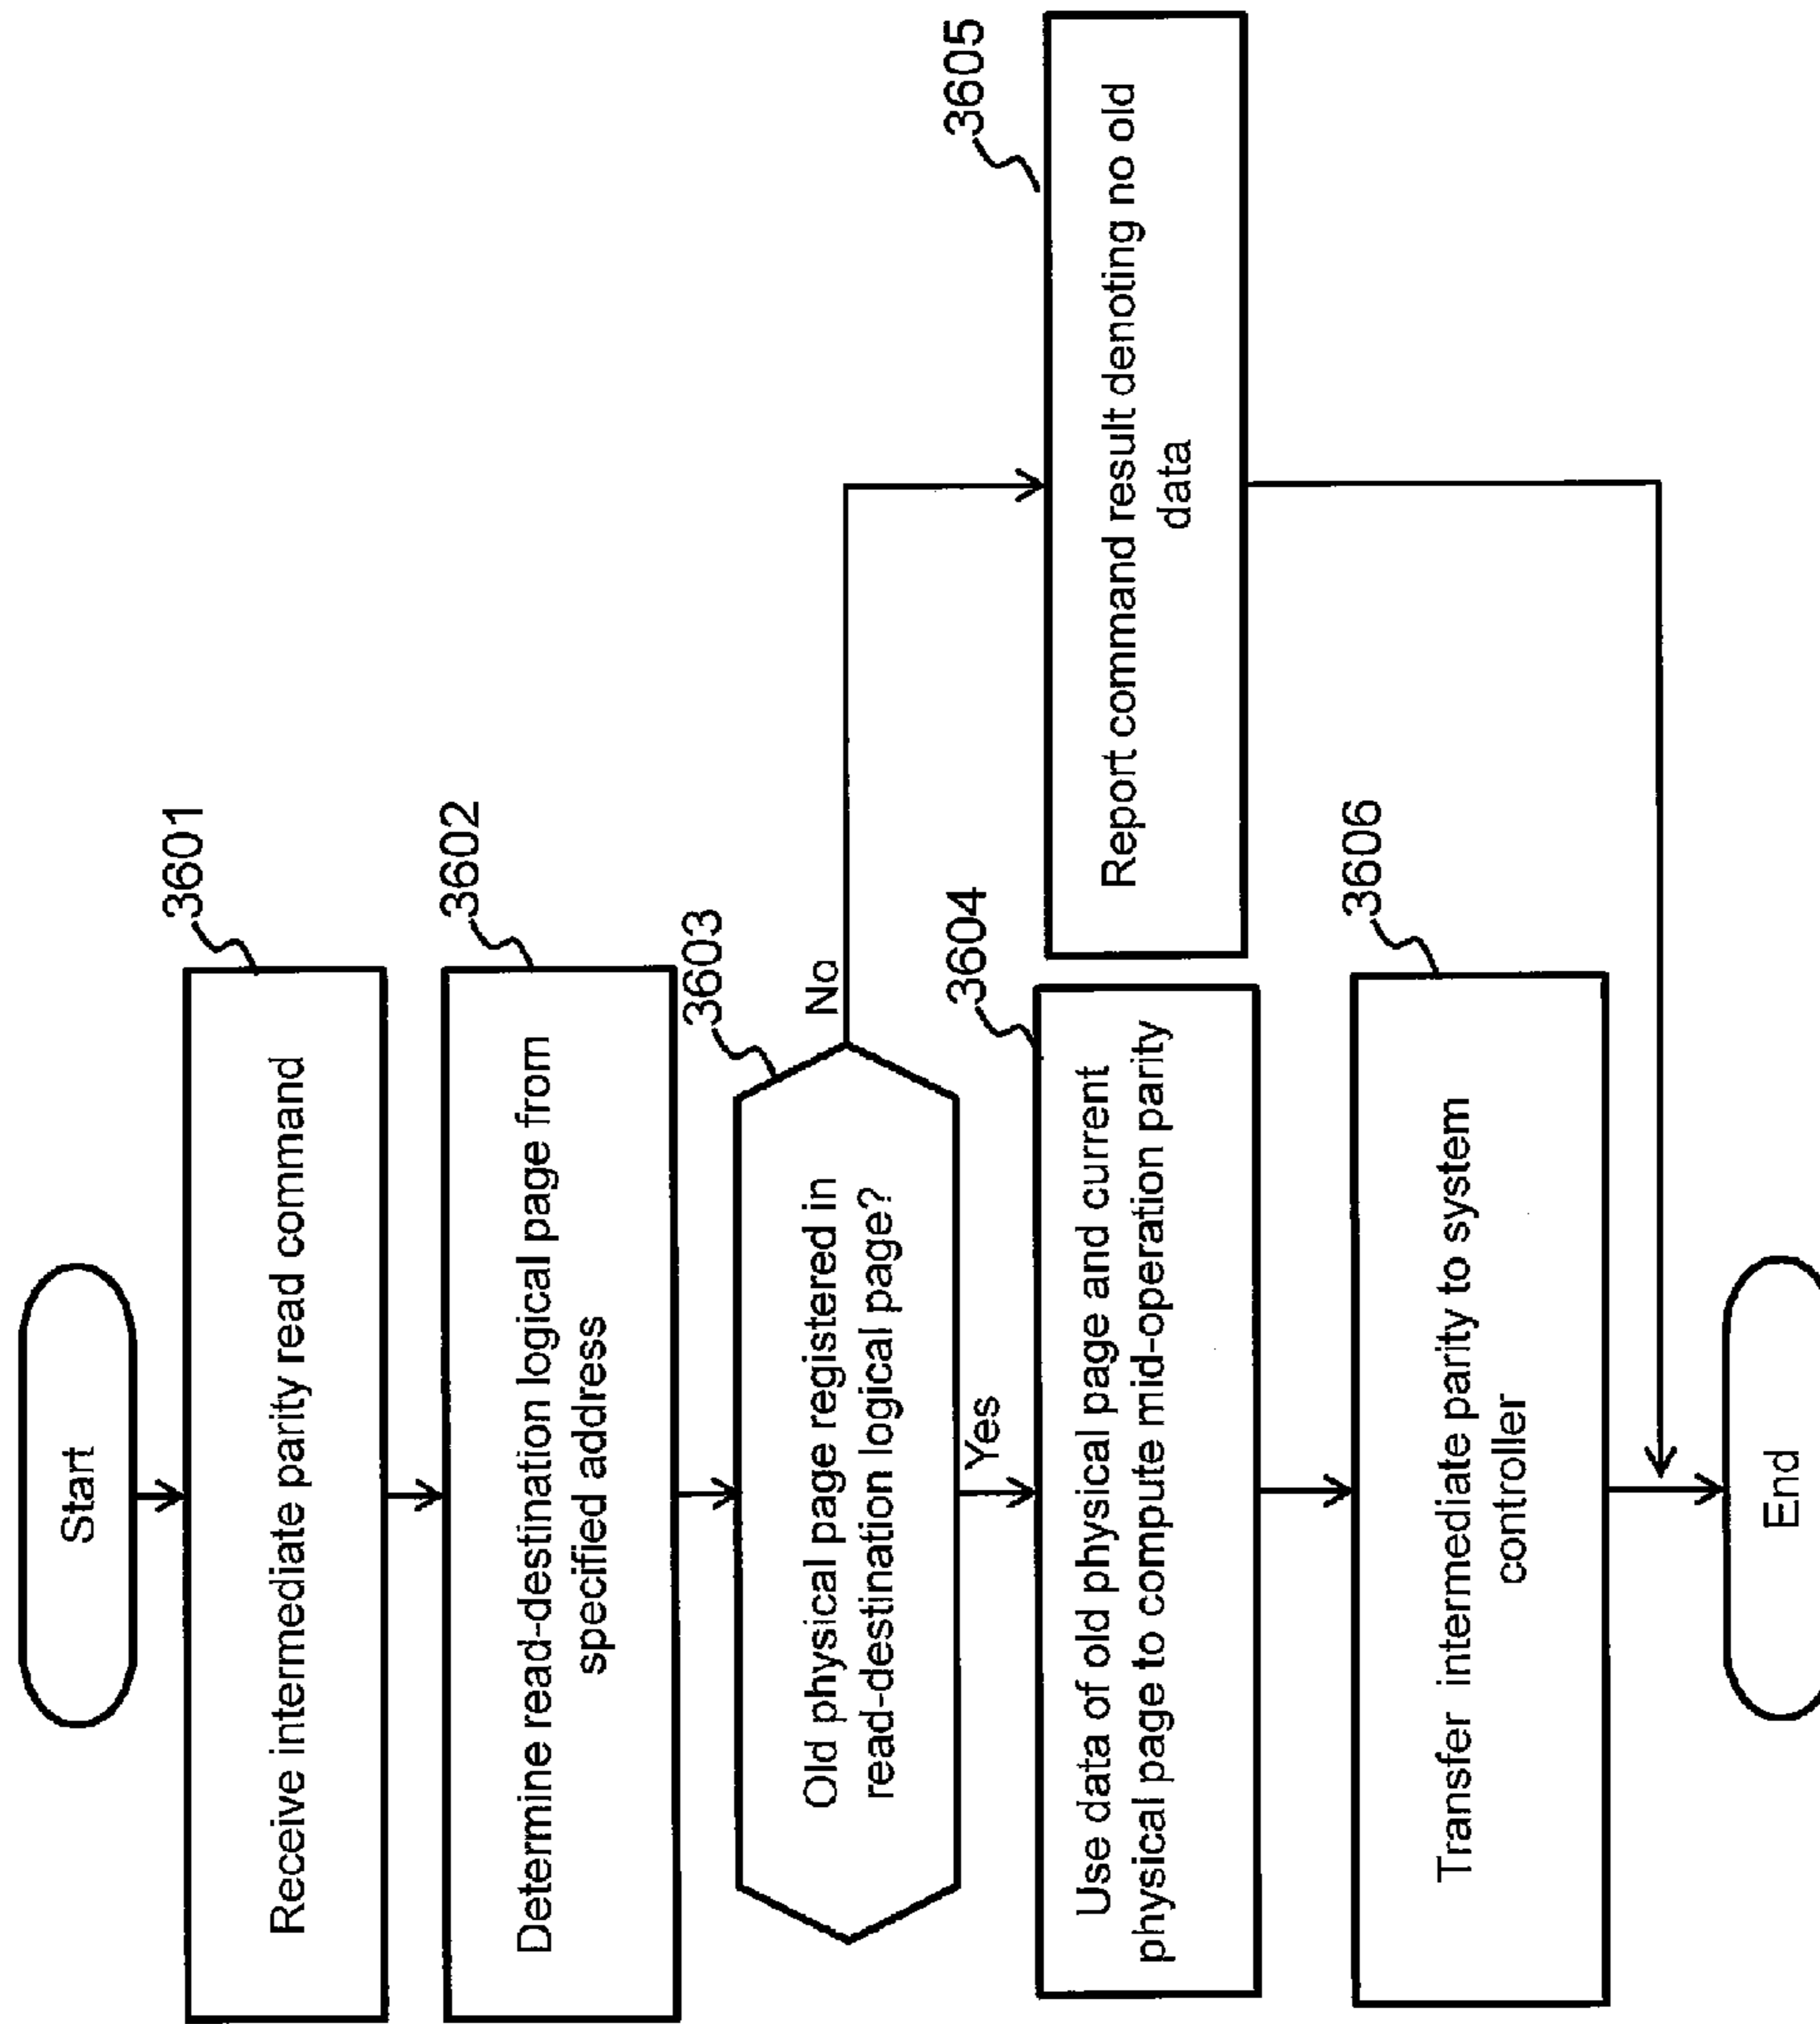 Start
3601
Receive intermediate parity read command
3602
Determine read-destination logical page from
specified address
3603
Old physical page registered in
read-destination logical page?
No
Yes
3604
Use data of old physical page and current
physical page to compute mid-operation parity
3605
Report command result denoting no old
data
3606
Transfer intermediate parity to system
controller
End